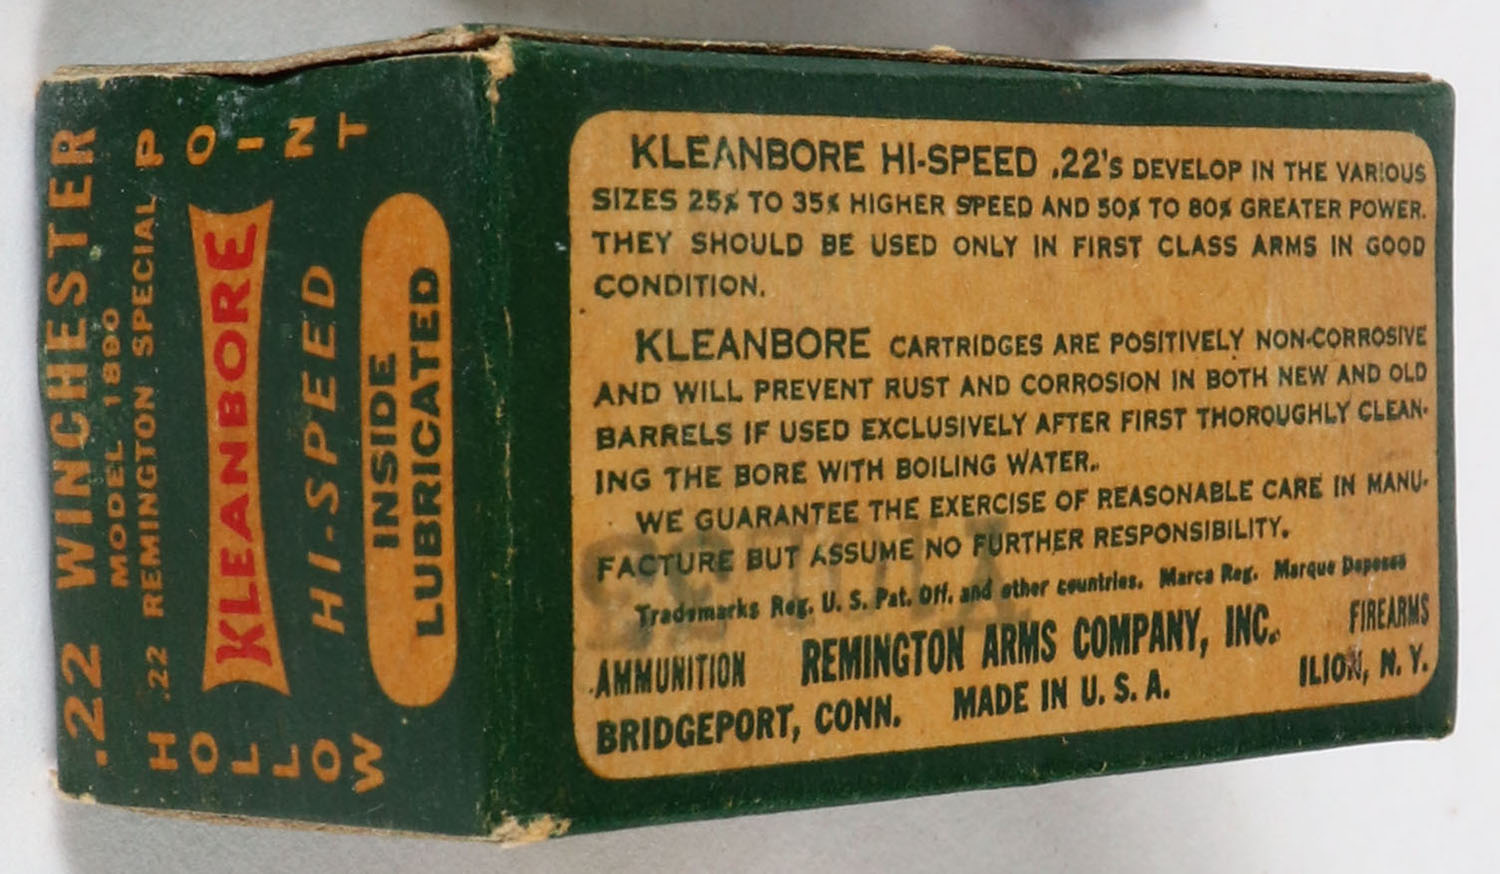 .22 WINCHESTER
MODEL 1890
.22 REMINGTON SPECIAL
HOLLOW POINT
KLEANBORE
HI-SPEED
INSIDE
LUBRICATED
KLEANBORE HI-SPEED .22's DEVELOP IN THE VARIOUS
SIZES 25% TO 35% HIGHER SPEED AND 50% TO 80% GREATER POWER.
THEY SHOULD BE USED ONLY IN FIRST CLASS ARMS IN GOOD
CONDITION.
KLEANBORE CARTRIDGES ARE POSITIVELY NON-CORROSIVE
AND WILL PREVENT RUST AND CORROSION IN BOTH NEW AND OLD
BARRELS IF USED EXCLUSIVELY AFTER FIRST THOROUGHLY CLEAN-
ING THE BORE WITH BOILING WATER.
WE GUARANTEE THE EXERCISE OF REASONABLE CARE IN MANU-
FACTURE BUT ASSUME NO FURTHER RESPONSIBILITY.
Trademarks Reg. U. S. Pat. Off. and other countries. Marca Reg. Marque Deposee
AMMUNITION REMINGTON ARMS COMPANY, INC. FIREARMS
BRIDGEPORT, CONN. MADE IN U. S. A. ILION, N. Y.